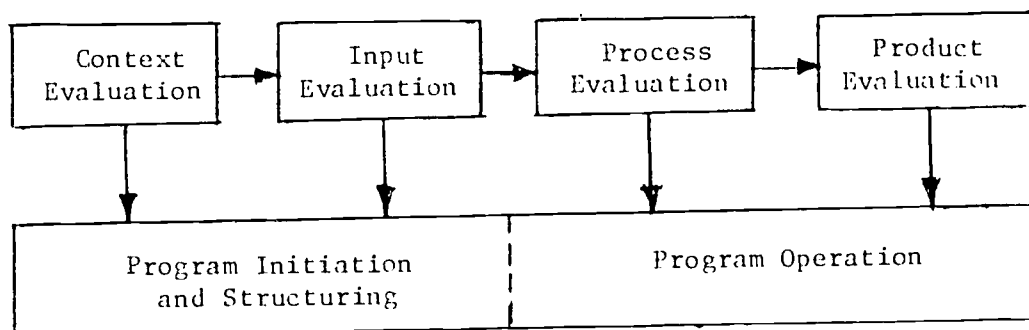 Context
Evaluation
Input
Evaluation
Process
Evaluation
Product
Evaluation
Program Initiation
and Structuring
Program Operation